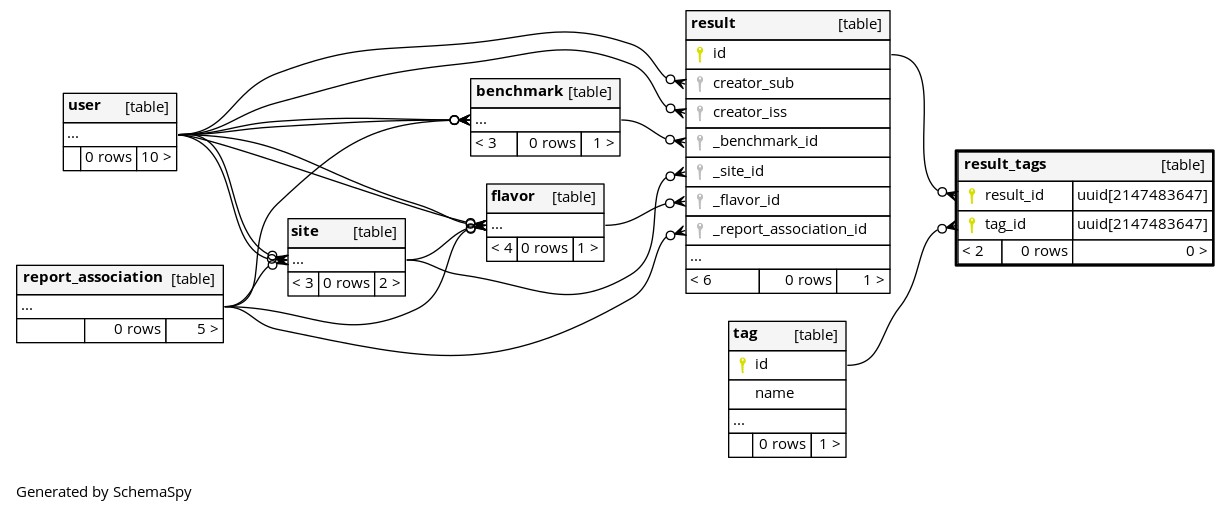 result [table]
id
creator_sub
creator_iss
_benchmark_id
_site_id
_flavor_id
_report_association_id
...
< 6 0 rows 1 >
benchmark [table]
...
< 3 0 rows 1 >
user [table]
...
0 rows 10 >
result_tags [table]
result_id uuid[2147483647]
tag_id uuid[2147483647]
< 2 0 rows 0 >
flavor [table]
...
< 4 0 rows 1 >
site [table]
...
< 3 0 rows 2 >
report_association [table]
...
0 rows 5 >
tag [table]
id
name
...
0 rows 1 >
Generated by SchemaSpy